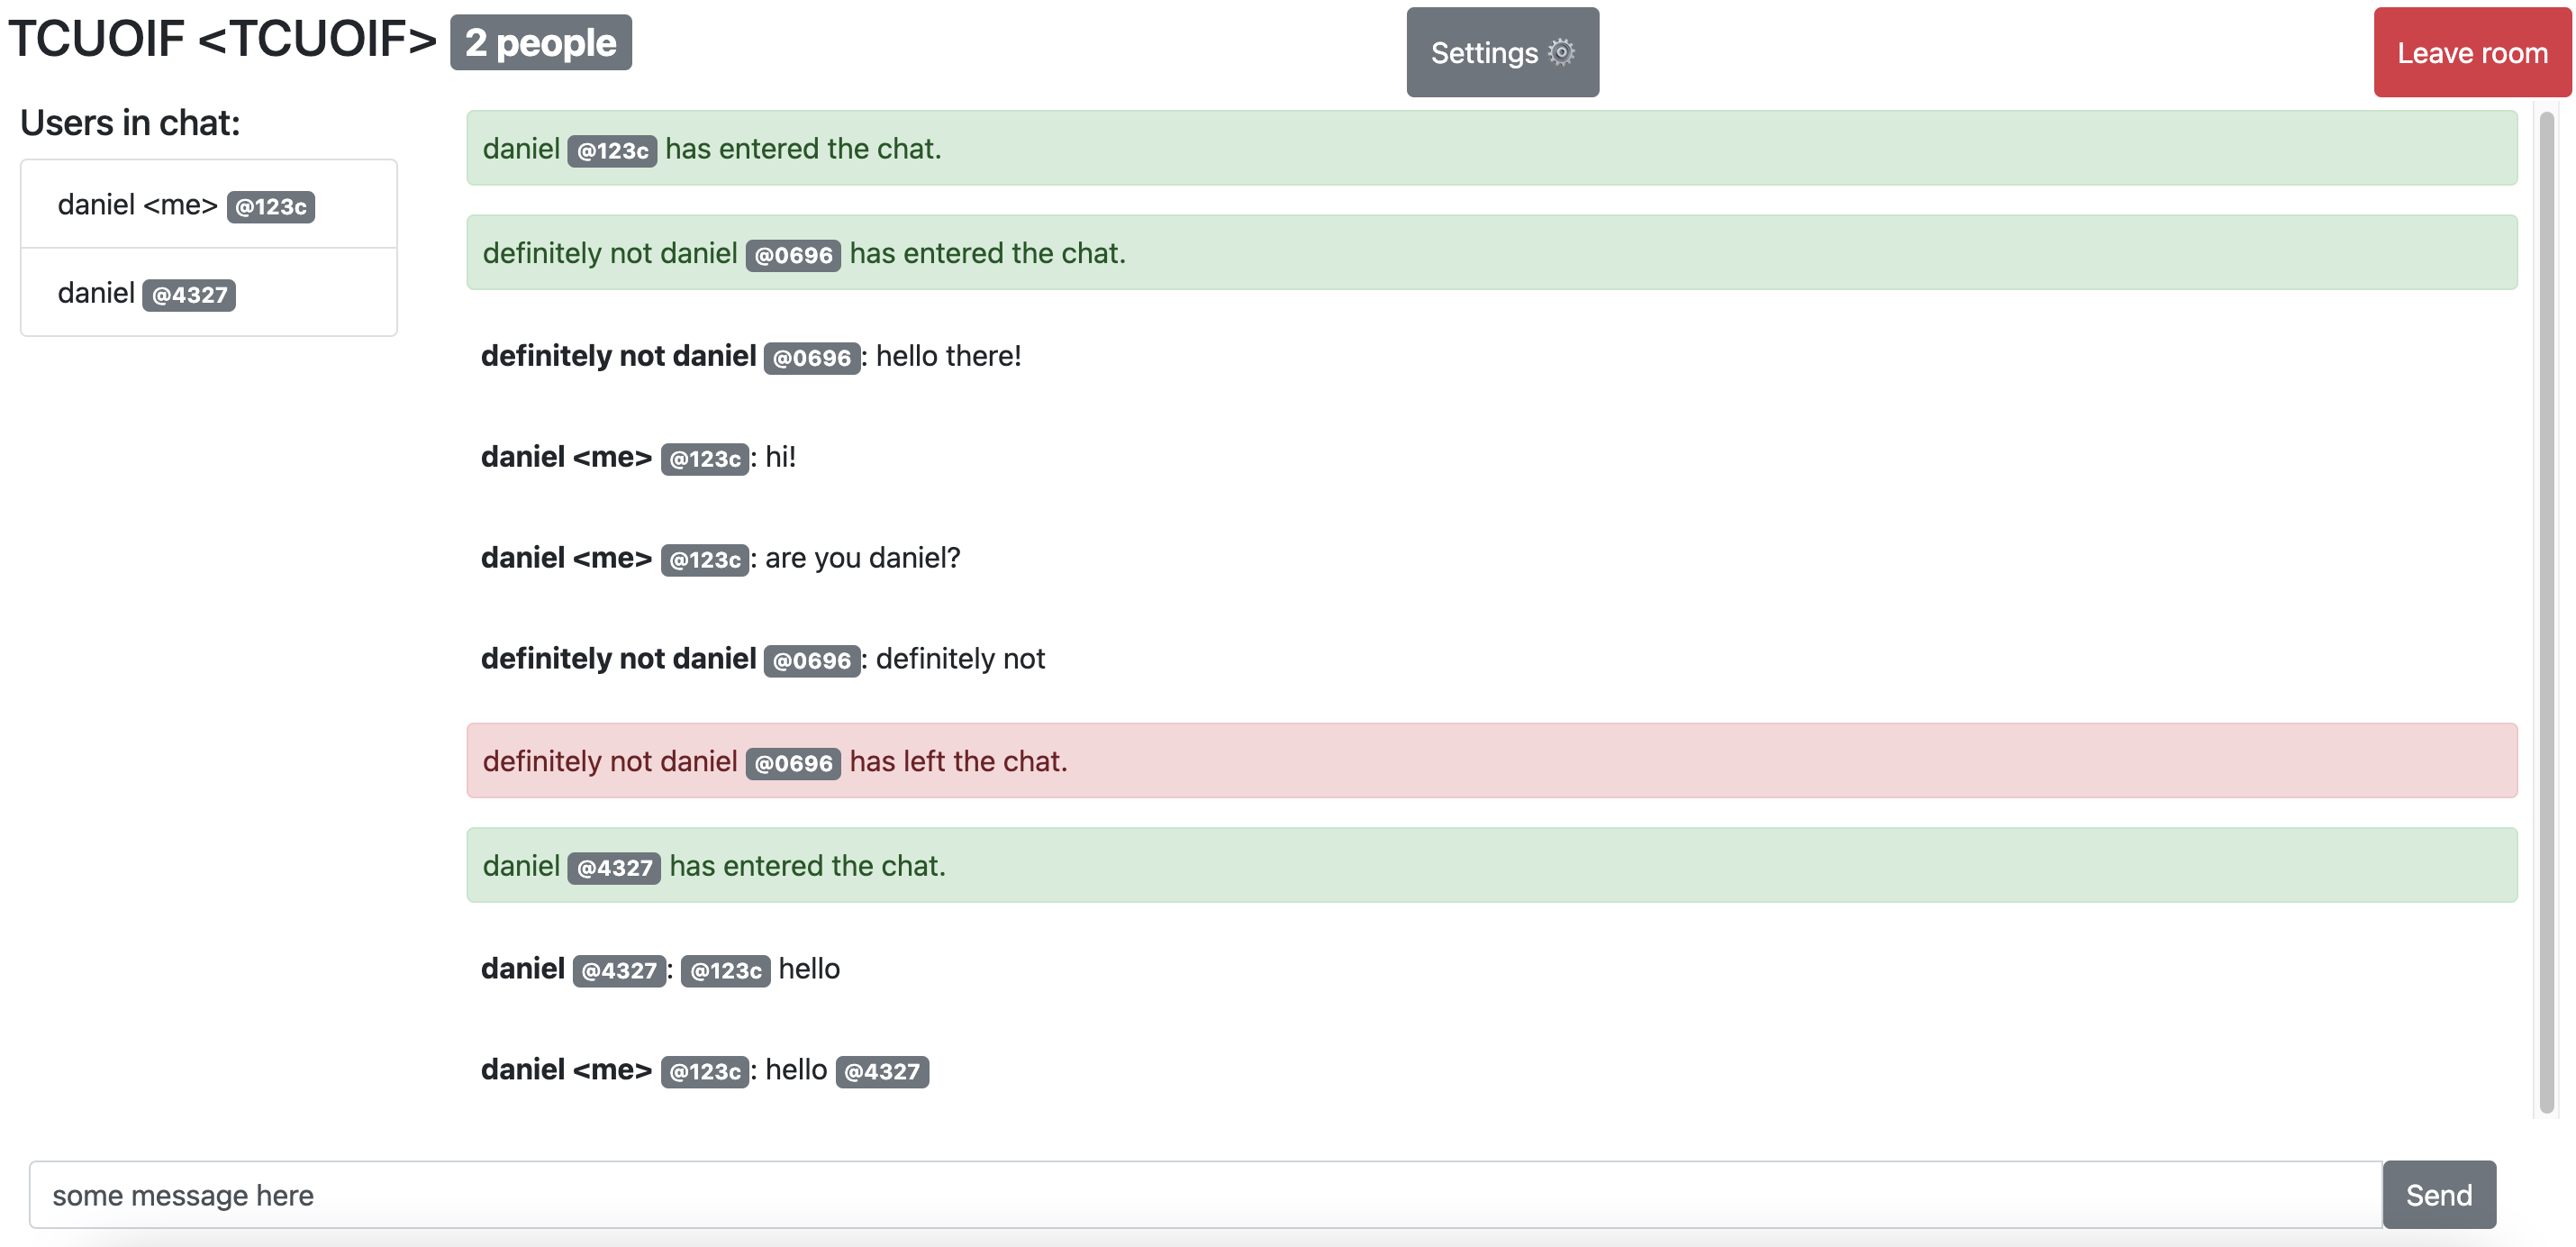 TCUOIF <TCUOIF> 2 people
Settings ⚙
Leave room
Users in chat:
daniel <me> @123c
daniel @4327
daniel @123c has entered the chat.
definitely not daniel @0696 has entered the chat.
definitely not daniel @0696: hello there!
daniel <me> @123c: hi!
daniel <me> @123c: are you daniel?
definitely not daniel @0696: definitely not
definitely not daniel @0696 has left the chat.
daniel @4327 has entered the chat.
daniel @4327: @123c hello
daniel <me> @123c: hello @4327
some message here
Send